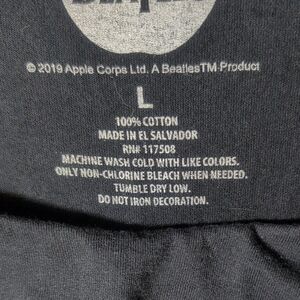 BEATLES
© 2019 Apple Corps Ltd. A Beatles™ Product
L
100% COTTON
MADE IN EL SALVADOR
RN# 117508
MACHINE WASH COLD WITH LIKE COLORS.
ONLY NON-CHLORINE BLEACH WHEN NEEDED.
TUMBLE DRY LOW.
DO NOT IRON DECORATION.